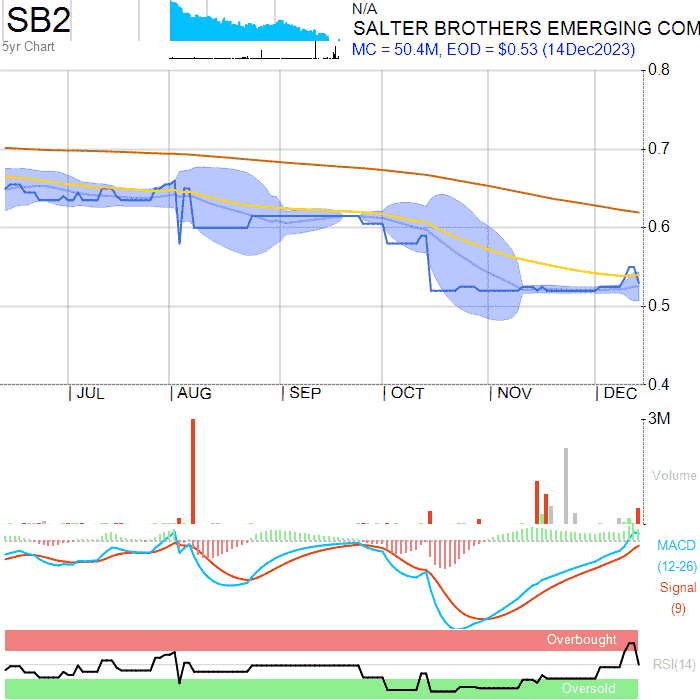 SB2
5yr Chart
N/A
SALTER BROTHERS EMERGING COM
MC = 50.4M, EOD = $0.53 (14Dec2023)
0.8
0.7
0.6
0.5
0.4
JUL AUG SEP OCT NOV DEC
3M
Volume
MACD
(12-26)
Signal
(9)
Overbought
RSI(14)
Oversold